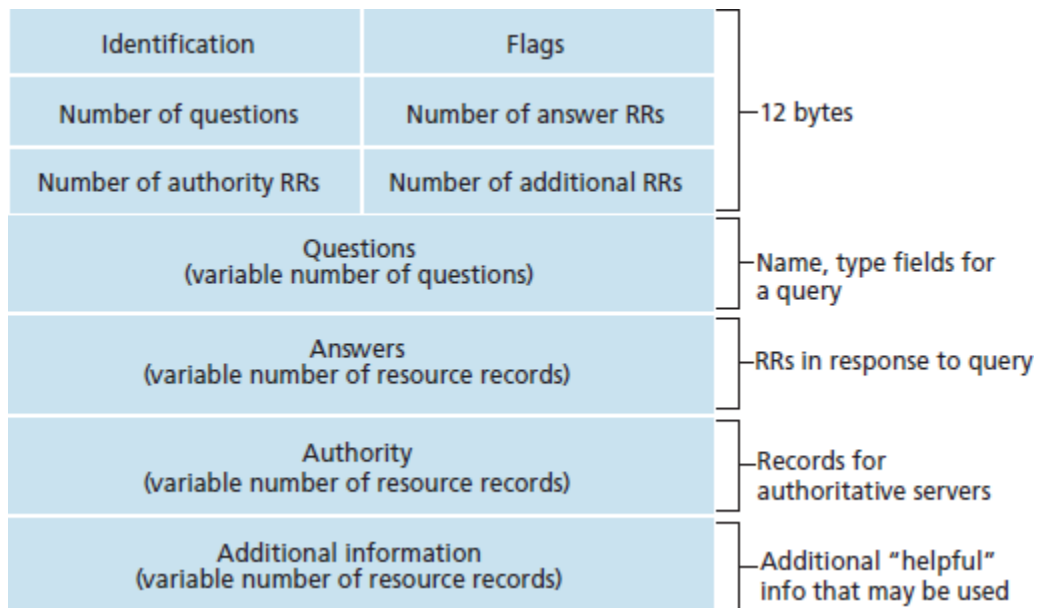 Identification
Flags
Number of questions
Number of answer RRs
12 bytes
Number of authority RRs
Number of additional RRs
Questions
(variable number of questions)
Name, type fields for
a query
Answers
(variable number of resource records)
RRs in response to query
Authority
(variable number of resource records)
Records for
authoritative servers
Additional information
(variable number of resource records)
Additional “helpful”
info that may be used